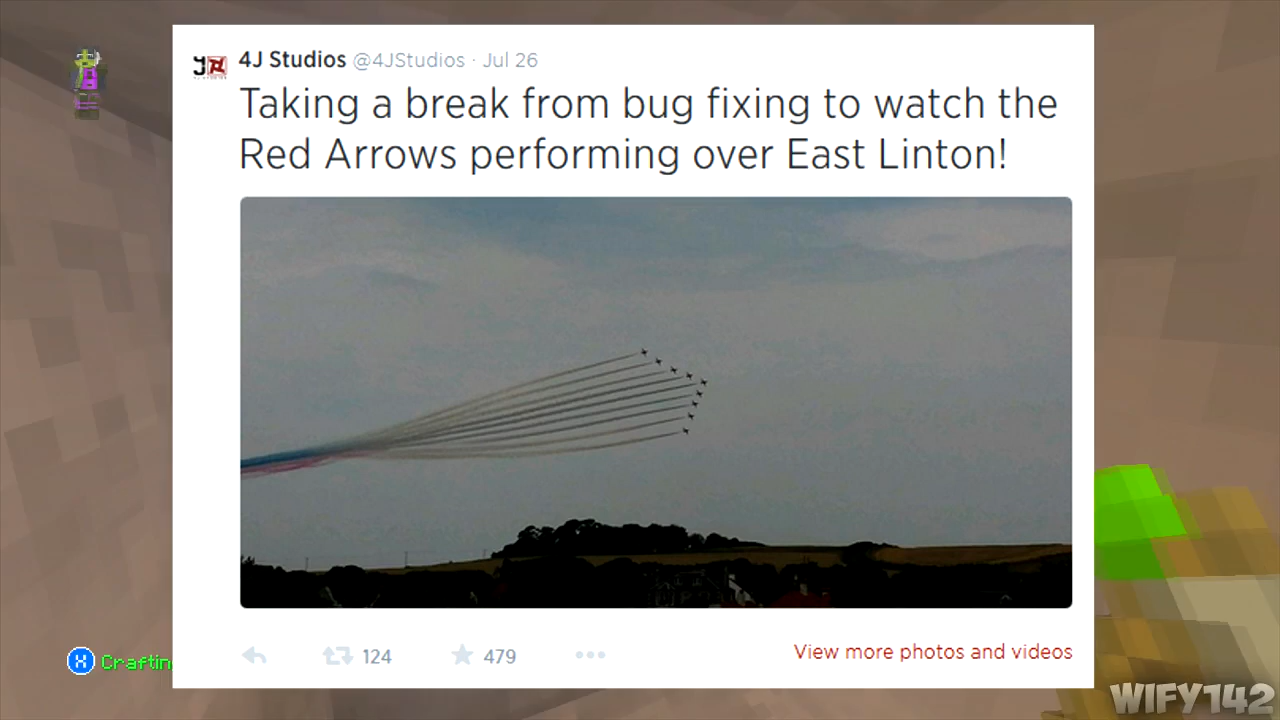 4J Studios @4JStudios · Jul 26
Taking a break from bug fixing to watch the
Red Arrows performing over East Linton!
124
479
View more photos and videos
X Craftin
WIFY142